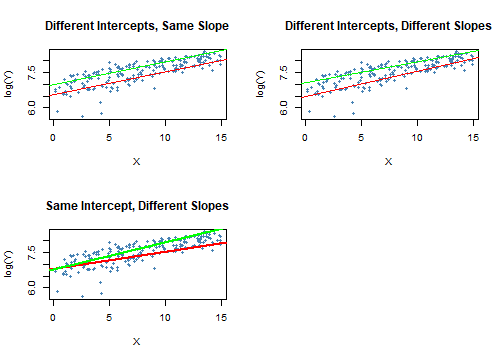 Different Intercepts, Same Slope
log(Y)
7.5
6.0
0
5
10
15
X
Different Intercepts, Different Slopes
log(Y)
7.5
6.0
0
5
10
15
X
Same Intercept, Different Slopes
log(Y)
7.5
6.0
0
5
10
15
X